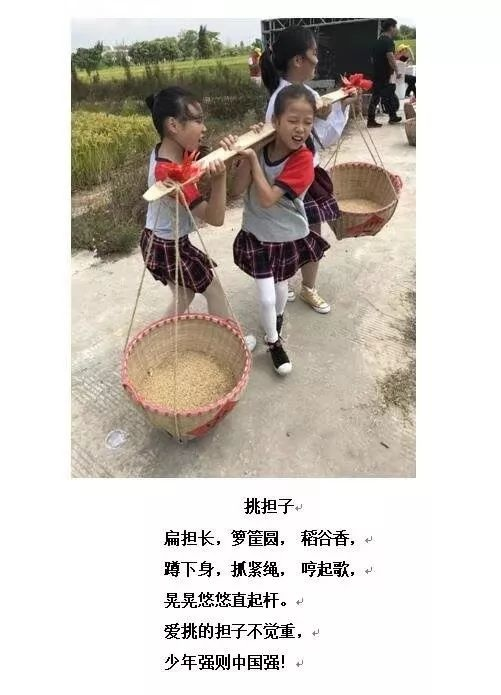 挑担子
扁担长，箩筐圆， 稻谷香，
蹲下身，抓紧绳， 哼起歌，
晃晃悠悠直起杆。
爱挑的担子不觉重，
少年强则中国强！